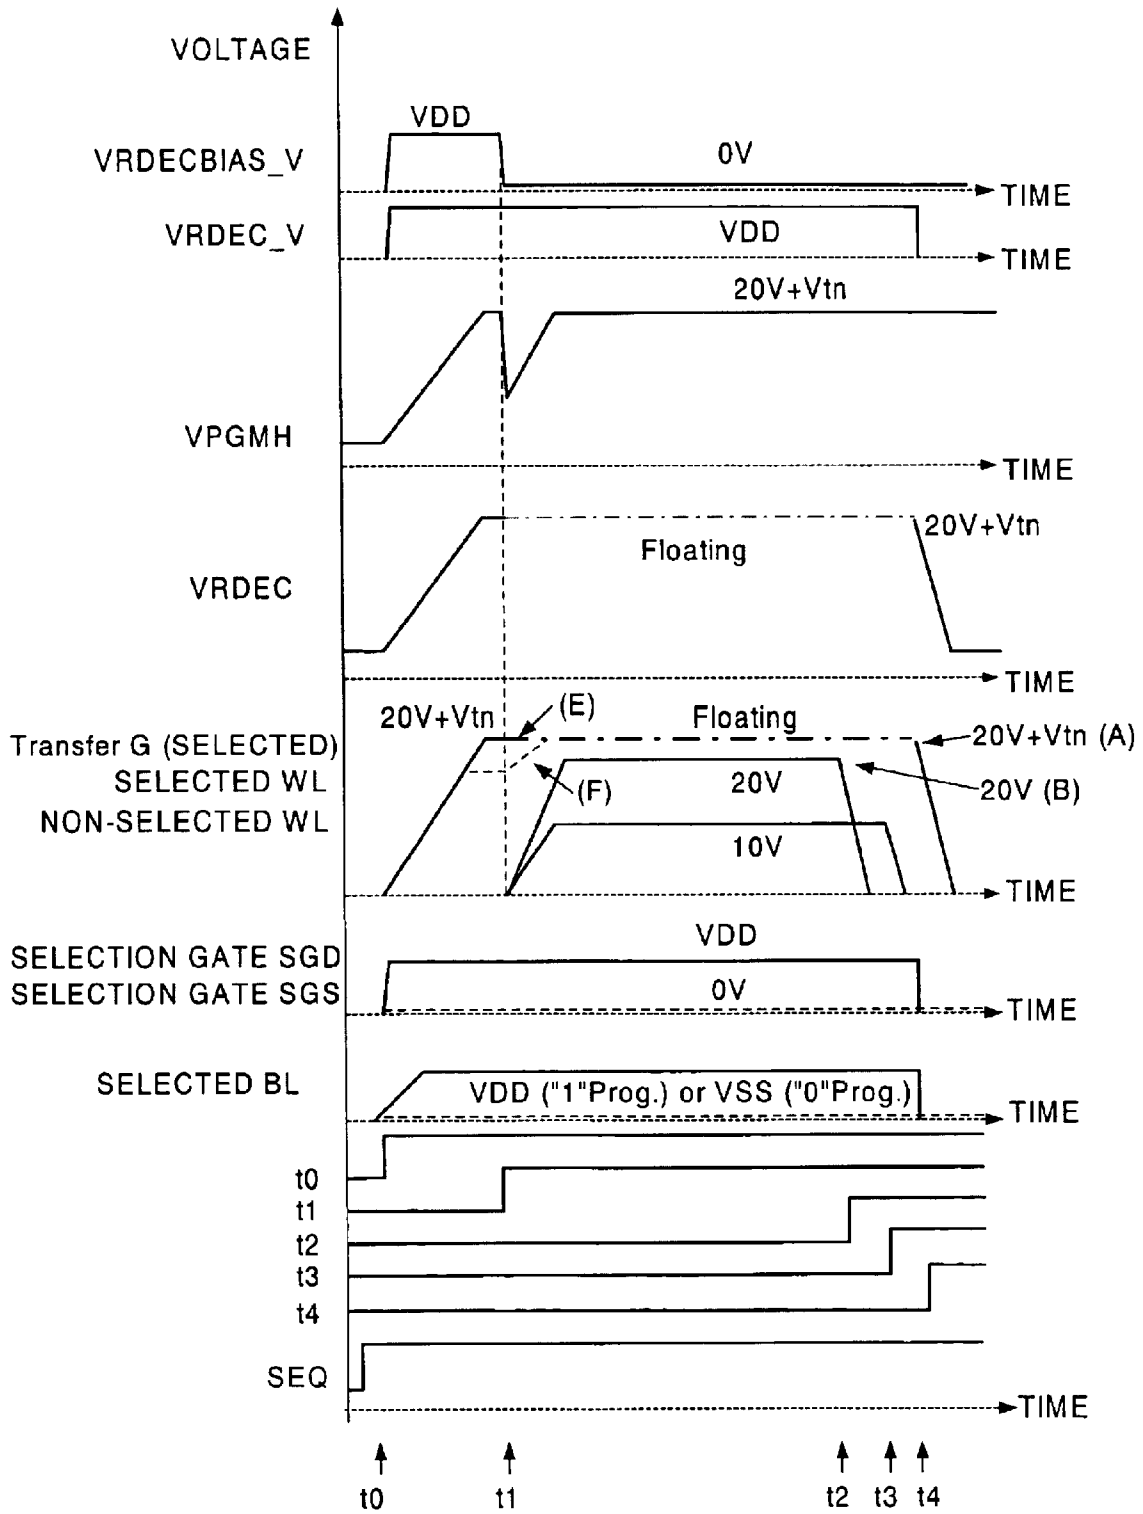 VOLTAGE
VDD
VRDECBIAS_V
0V
TIME
VRDEC_V
VDD
TIME
20V+Vtn
VPGMH
TIME
20V+Vtn
Floating
VRDEC
TIME
20V+Vtn
(E)
Floating
Transfer G (SELECTED)
20V+Vtn (A)
SELECTED WL
(F)
20V
20V (B)
NON-SELECTED WL
10V
TIME
VDD
SELECTION GATE SGD
SELECTION GATE SGS
0V
TIME
SELECTED BL
VDD ("1"Prog.) or VSS ("0"Prog.)
TIME
t0
t1
t2
t3
t4
SEQ
TIME
t0 t1 t2 t3 t4